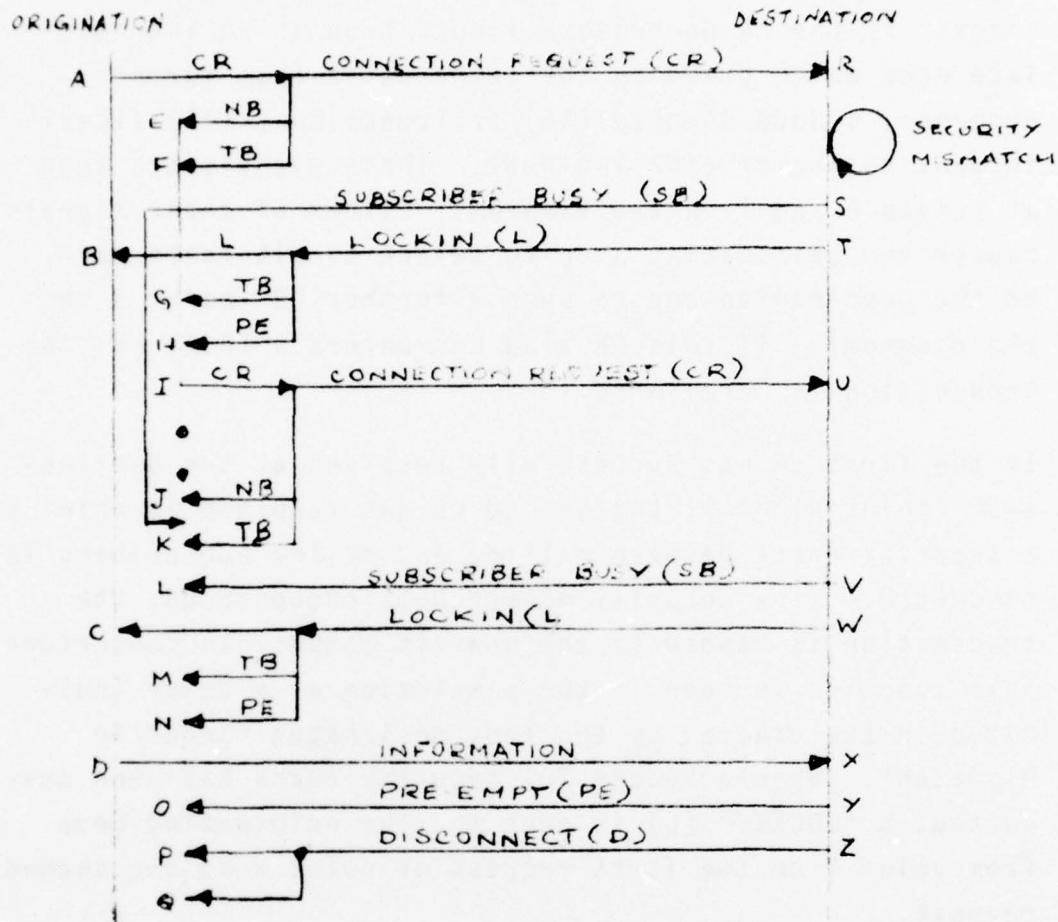 ORIGINATION DESTINATION
A CR CONNECTION REQUEST (CR) R
NB
E
TB
F
SECURITY
MISMATCH
SUBSCRIBER BUSY (SB) S
B L LOCKIN (L) T
G TB
H PE
I CR CONNECTION REQUEST (CR) U
J NB
K TB
L SUBSCRIBER BUSY (SB) V
C LOCKIN (L W
M TB
N PE
D INFORMATION X
O PRE EMPT (PE) Y
P DISCONNECT (D) Z
Q